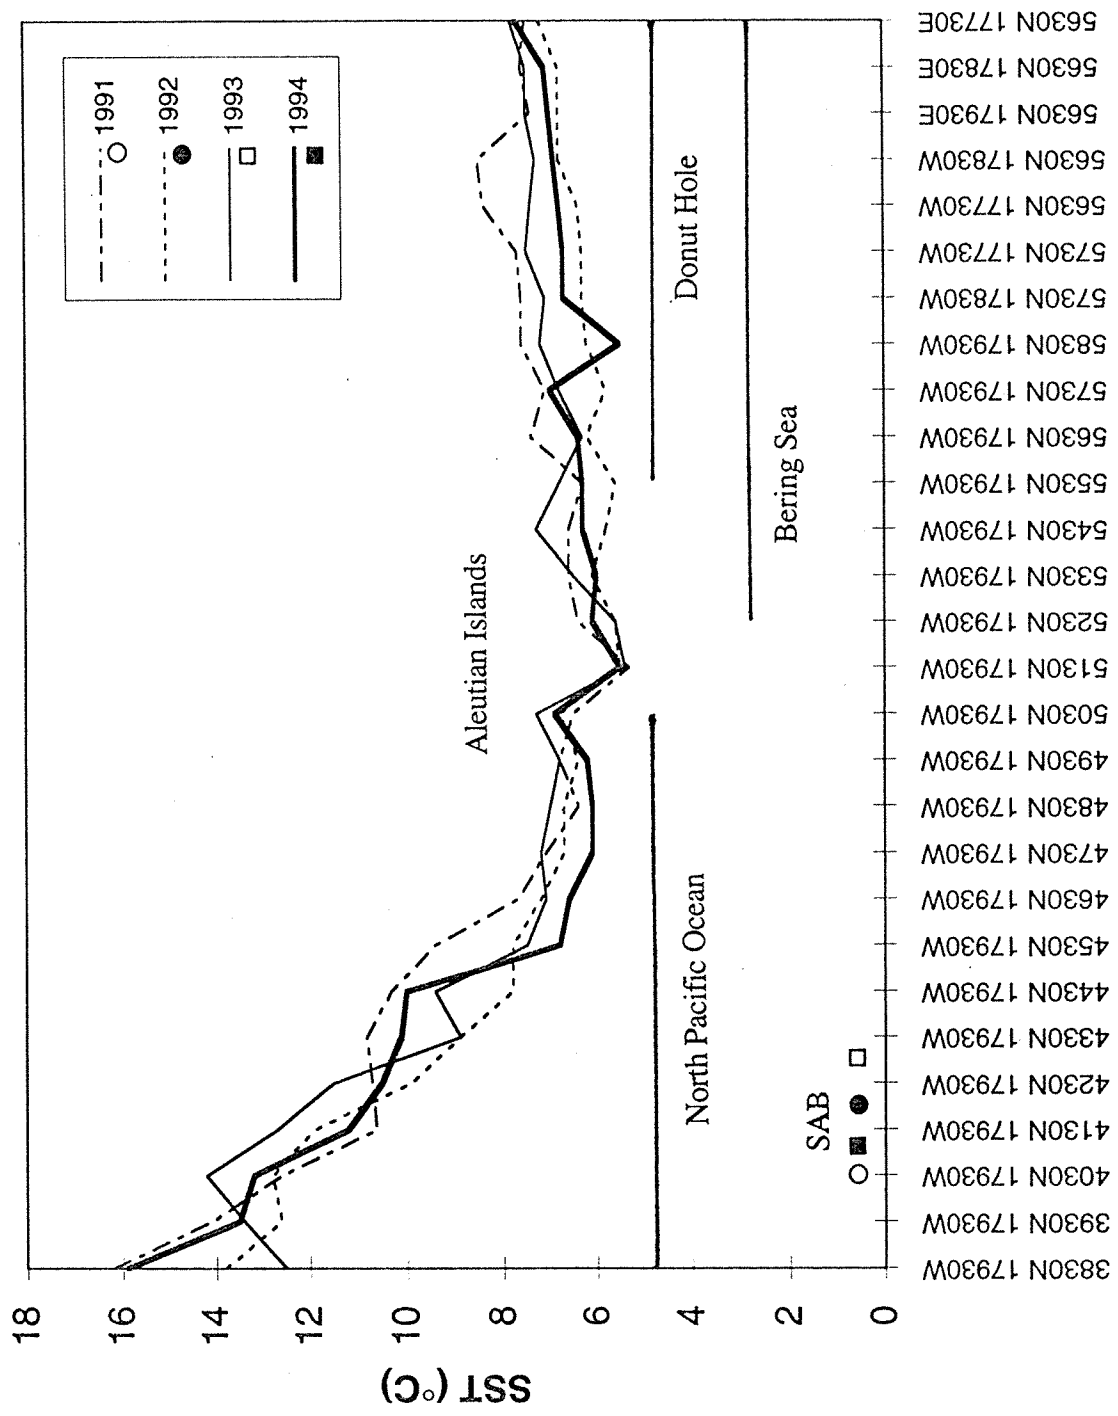 SST (°C)
18
16
14
12
10
8
6
4
2
0
1991
1992
1993
1994
Aleutian Islands
North Pacific Ocean
Donut Hole
Bering Sea
SAB
3830N 17930W
3930N 17930W
4030N 17930W
4130N 17930W
4230N 17930W
4330N 17930W
4430N 17930W
4530N 17930W
4630N 17930W
4730N 17930W
4830N 17930W
4930N 17930W
5030N 17930W
5130N 17930W
5230N 17930W
5330N 17930W
5430N 17930W
5530N 17930W
5630N 17930W
5730N 17930W
5830N 17930W
5730N 17830W
5730N 17730W
5630N 17730W
5630N 17830W
5630N 17930E
5630N 17830E
5630N 17730E